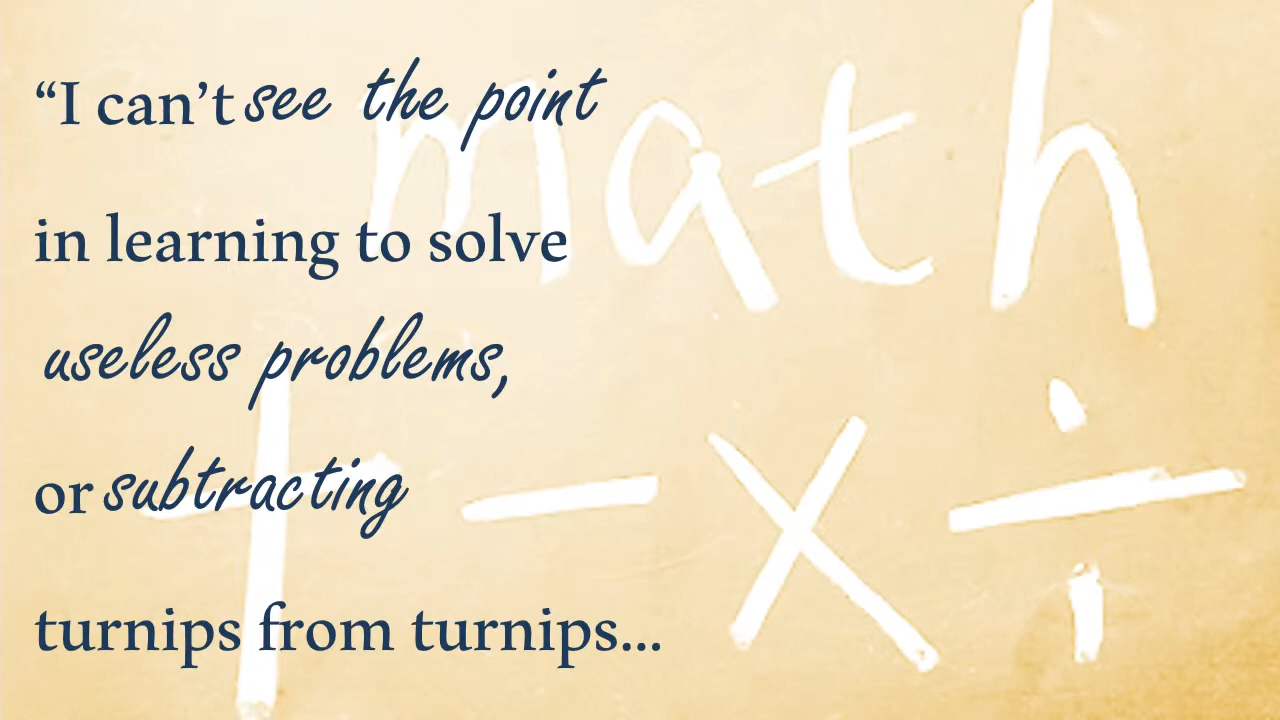 “I can’t see the point
in learning to solve
useless problems,
or subtracting
turnips from turnips...
math
+ - x ÷